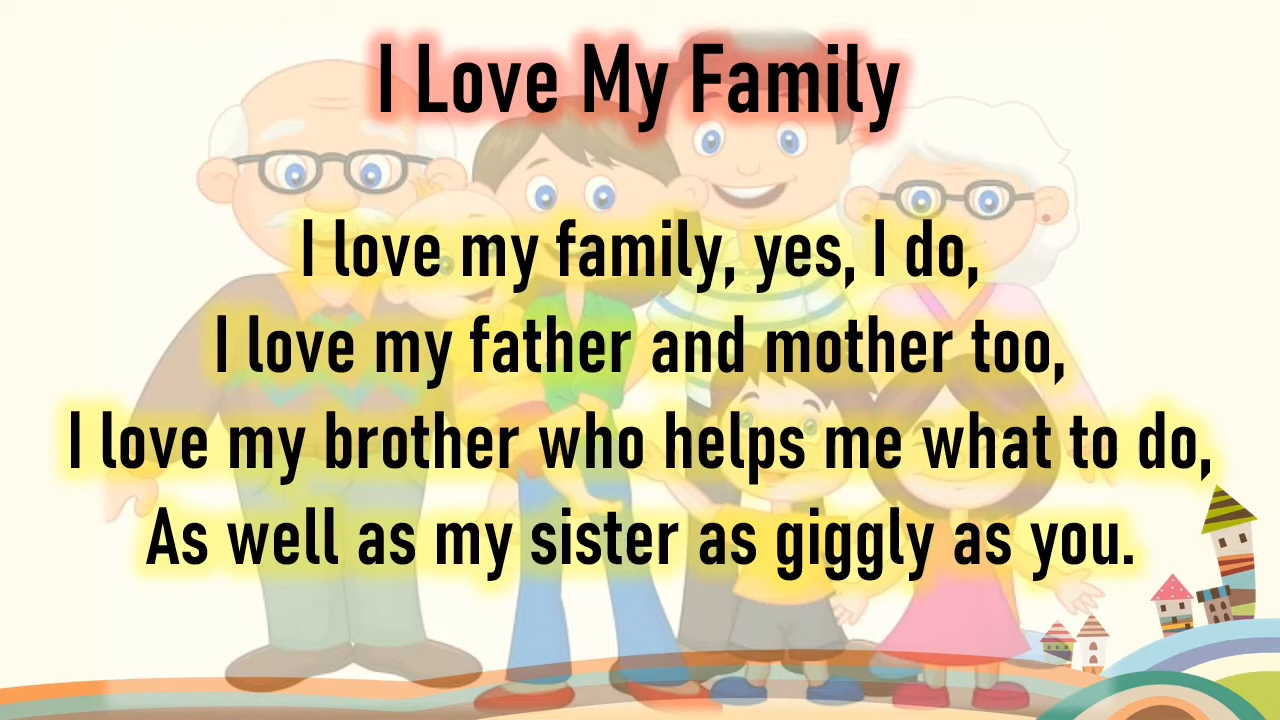 I Love My Family
I love my family, yes, I do,
I love my father and mother too,
I love my brother who helps me what to do,
As well as my sister as giggly as you.